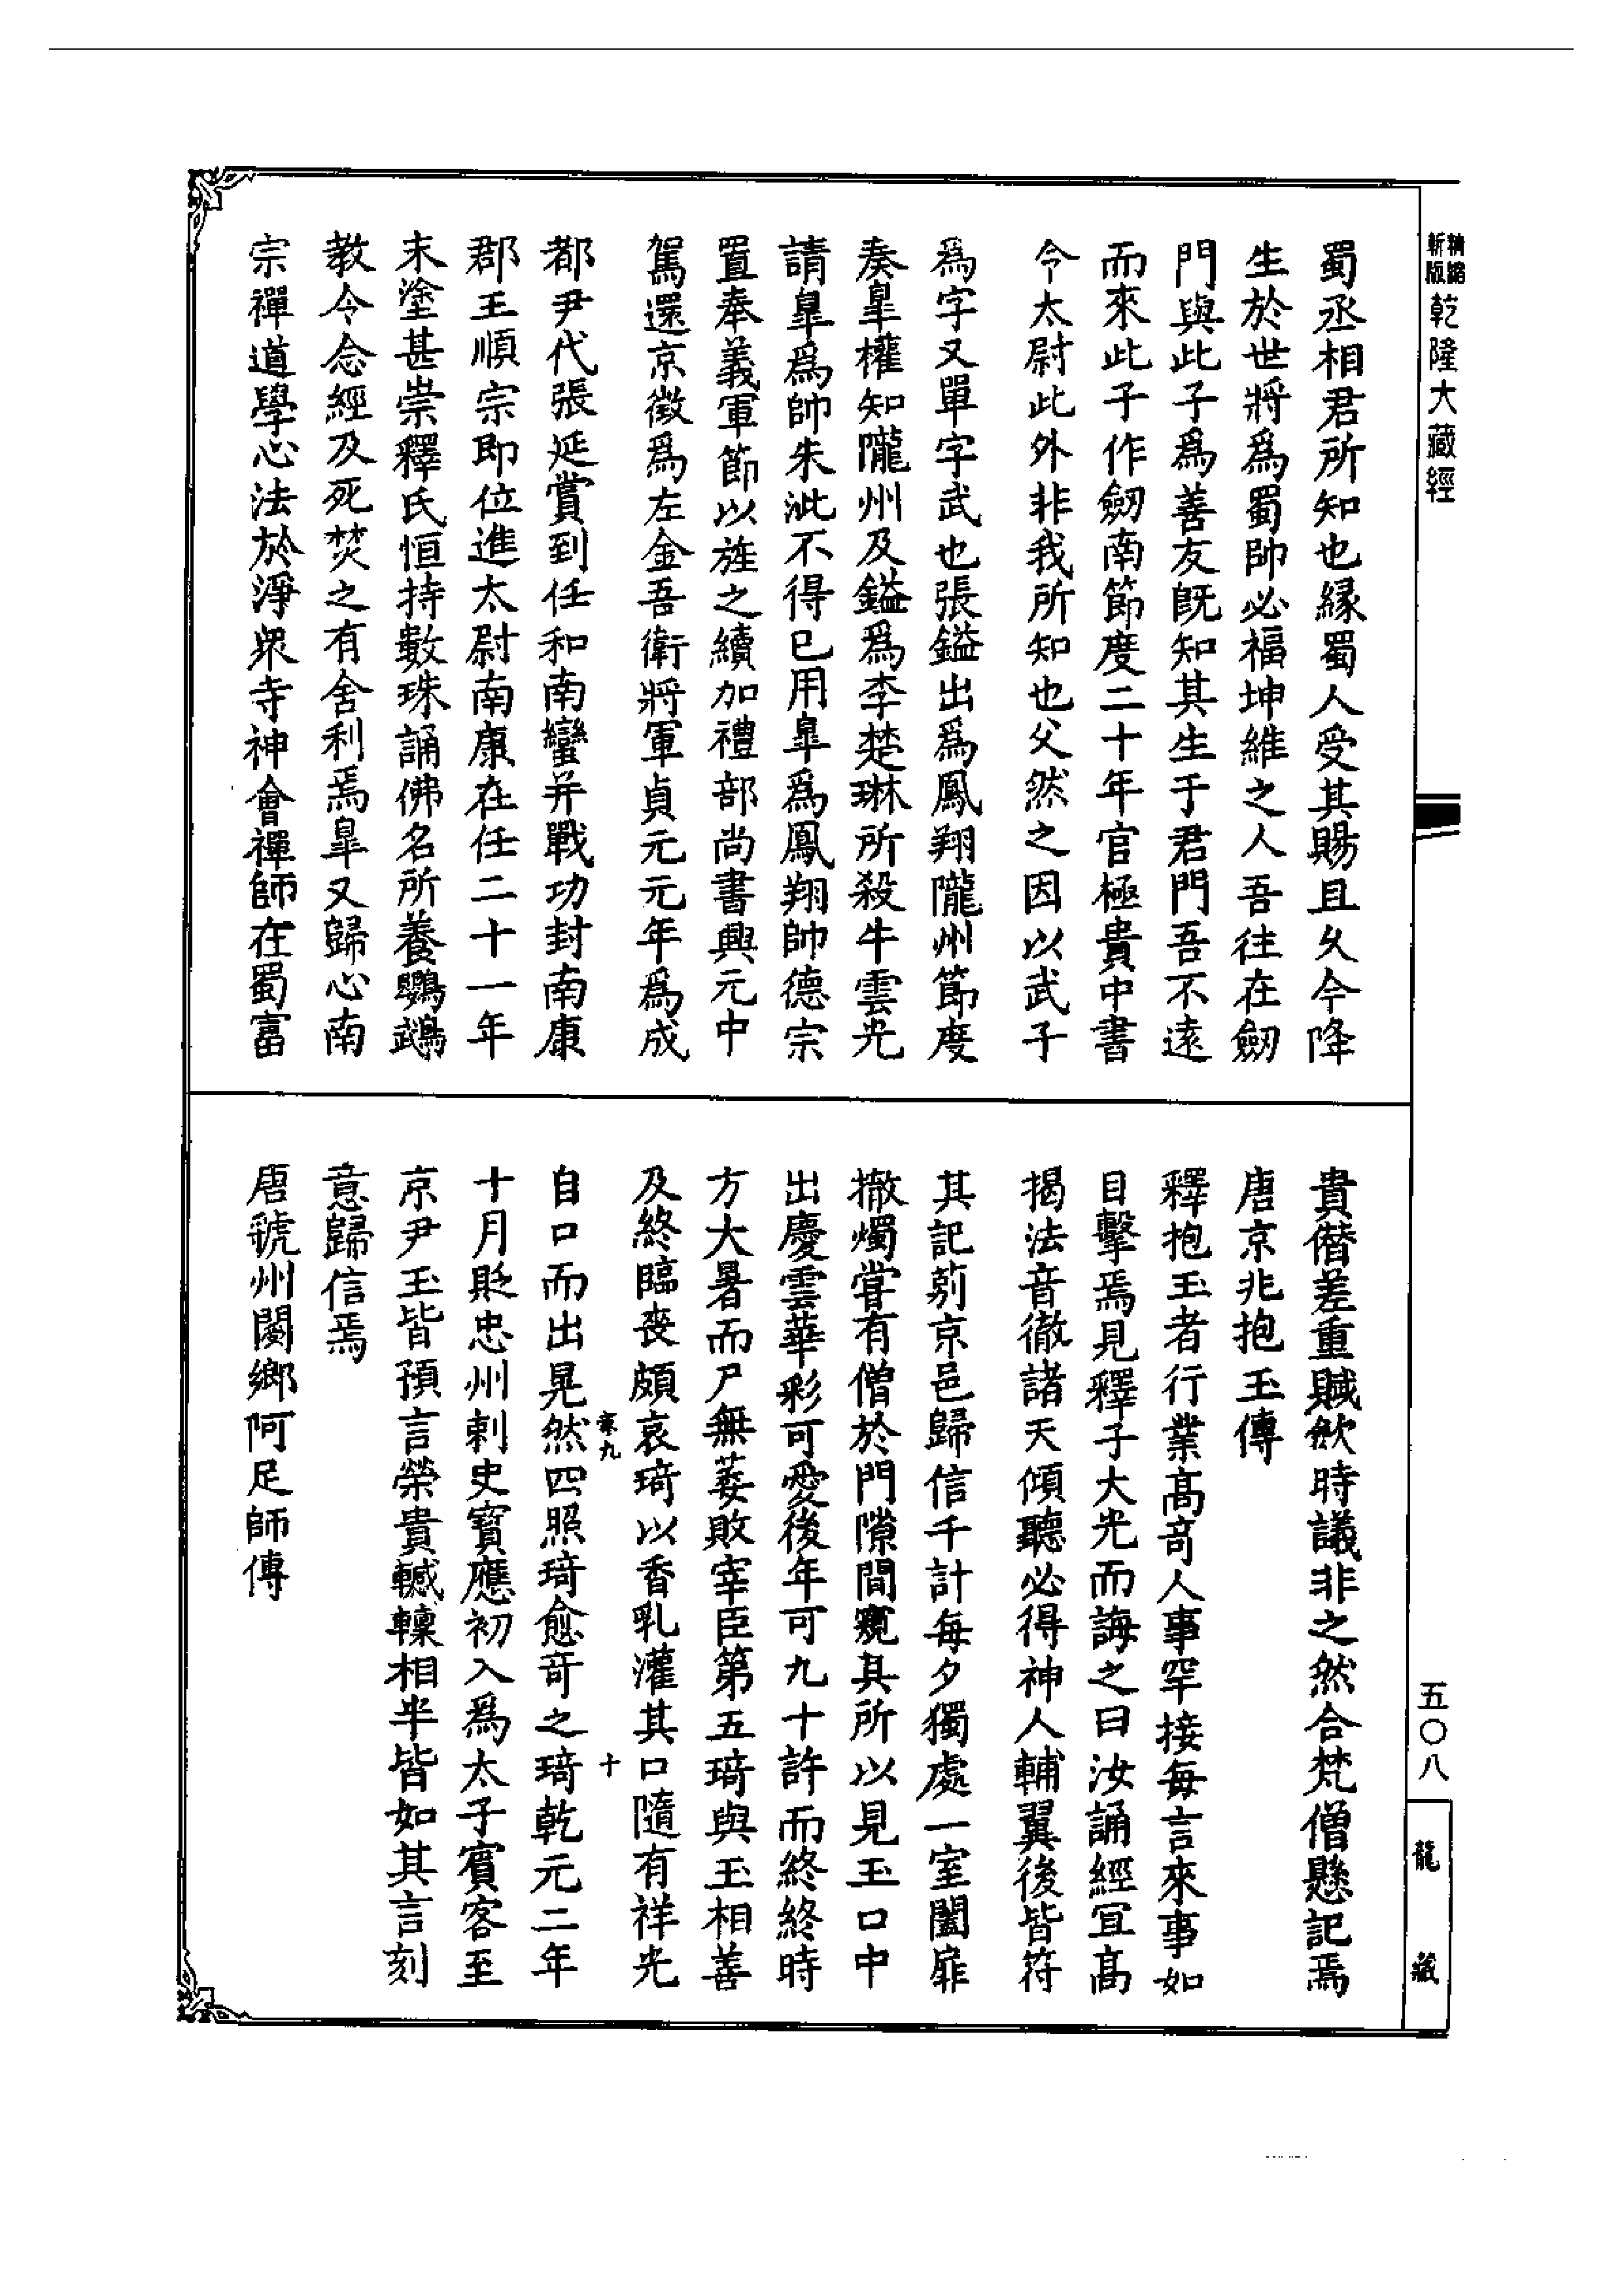 精縮新版乾隆大藏經
蜀丞相君所知也緣蜀人受其賜且乆今降
生於世將爲蜀帥必福坤維之人吾往在劒
門與此子爲善友旣知其生于君門吾不遠
而來此子作劒南節度二十年官極貴中書
令太尉此外非我所知也父然之因以武子
爲字又單字武也張鎰出爲鳳翔隴州節度
奏臯權知隴州及鎰爲李楚琳所殺牛雲光
請臯爲帥朱泚不得已用臯爲鳳翔帥德宗
置奉義軍節以旌之續加禮部尚書興元中
駕還京徵爲左金吾衛將軍貞元元年爲成
都尹代張延賞到任和南蠻并戰功封南康
郡王順宗即位進太尉南康在任二十一年
末塗甚崇釋氏恒持數珠誦佛名所養鸚鵡
教令念經及死焚之有舍利焉臯又歸心南
宗禪道學心法於淨衆寺神會禪師在蜀富
貴僭差重賦斂時議非之然合梵僧懸記焉
唐京兆抱玉傳
釋抱玉者行業高奇人事罕接每言來事如
目擊焉見釋子大光而誨之曰汝誦經宜高
揭法音徹諸天傾聽必得神人輔翼後皆符
其記莂京邑歸信千計每夕獨處一室闔扉
撤燭嘗有僧於門隙間窺其所以見玉口中
出慶雲華彩可愛後年可九十許而終終時
方大暑而尸無萎敗宰臣第五琦與玉相善
及終臨喪頗哀琦以香乳灌其口隨有祥光
自口而出晃然四照琦愈奇之琦乾元二年
十月貶忠州刺史寳應初入爲太子賓客至
京尹玉皆預言榮貴轗轢相半皆如其言刻
意歸信焉
唐虢州閿鄉阿足師傳
九
十
五〇八
龍藏